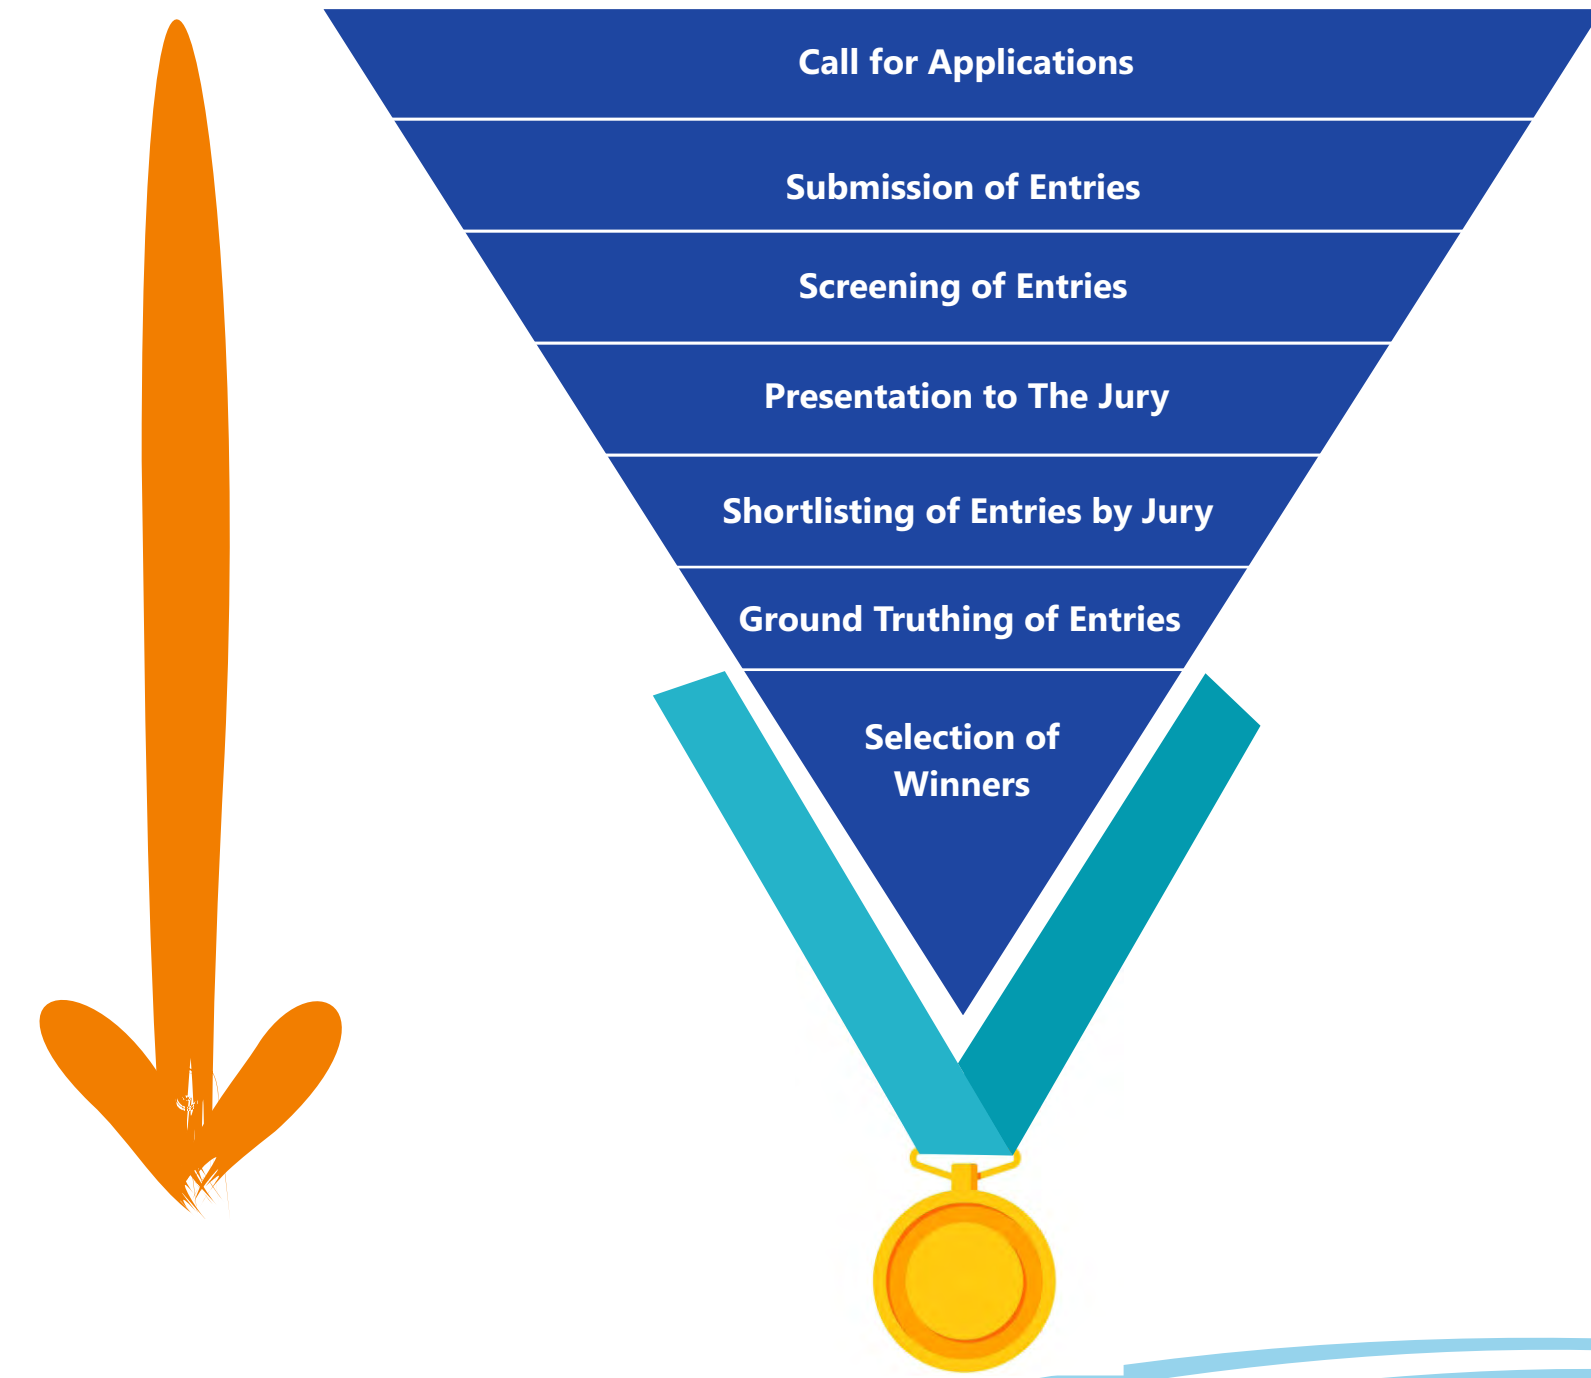 Call for Applications
Submission of Entries
Screening of Entries
Presentation to The Jury
Shortlisting of Entries by Jury
Ground Truthing of Entries
Selection of
Winners